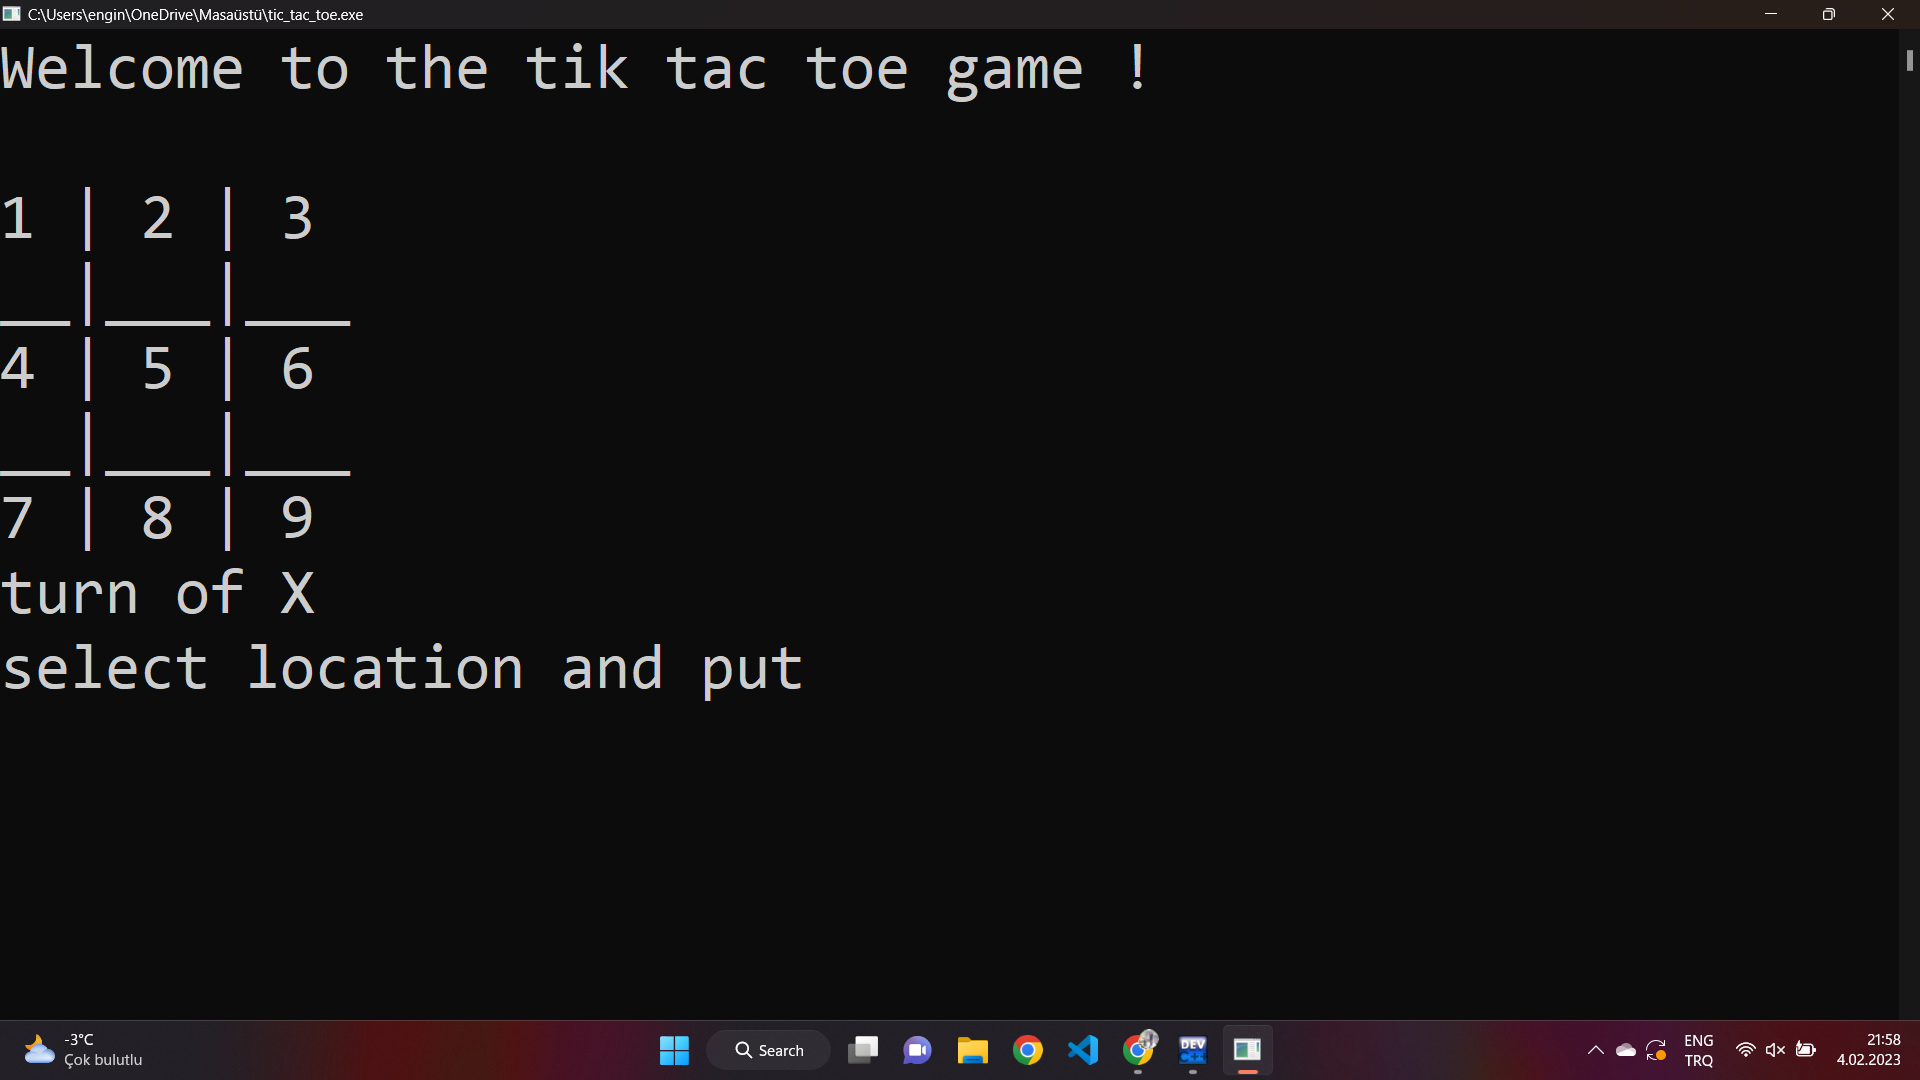 C:\Users\engin\OneDrive\Masaüstü\tic_tac_toe.exe
Welcome to the tik tac toe game !
1 | 2 | 3
__|___|___
4 | 5 | 6
__|___|___
7 | 8 | 9
turn of X
select location and put
-3°C
Çok bulutlu
Search
DEV
C++
ENG
TRQ
21:58
4.02.2023